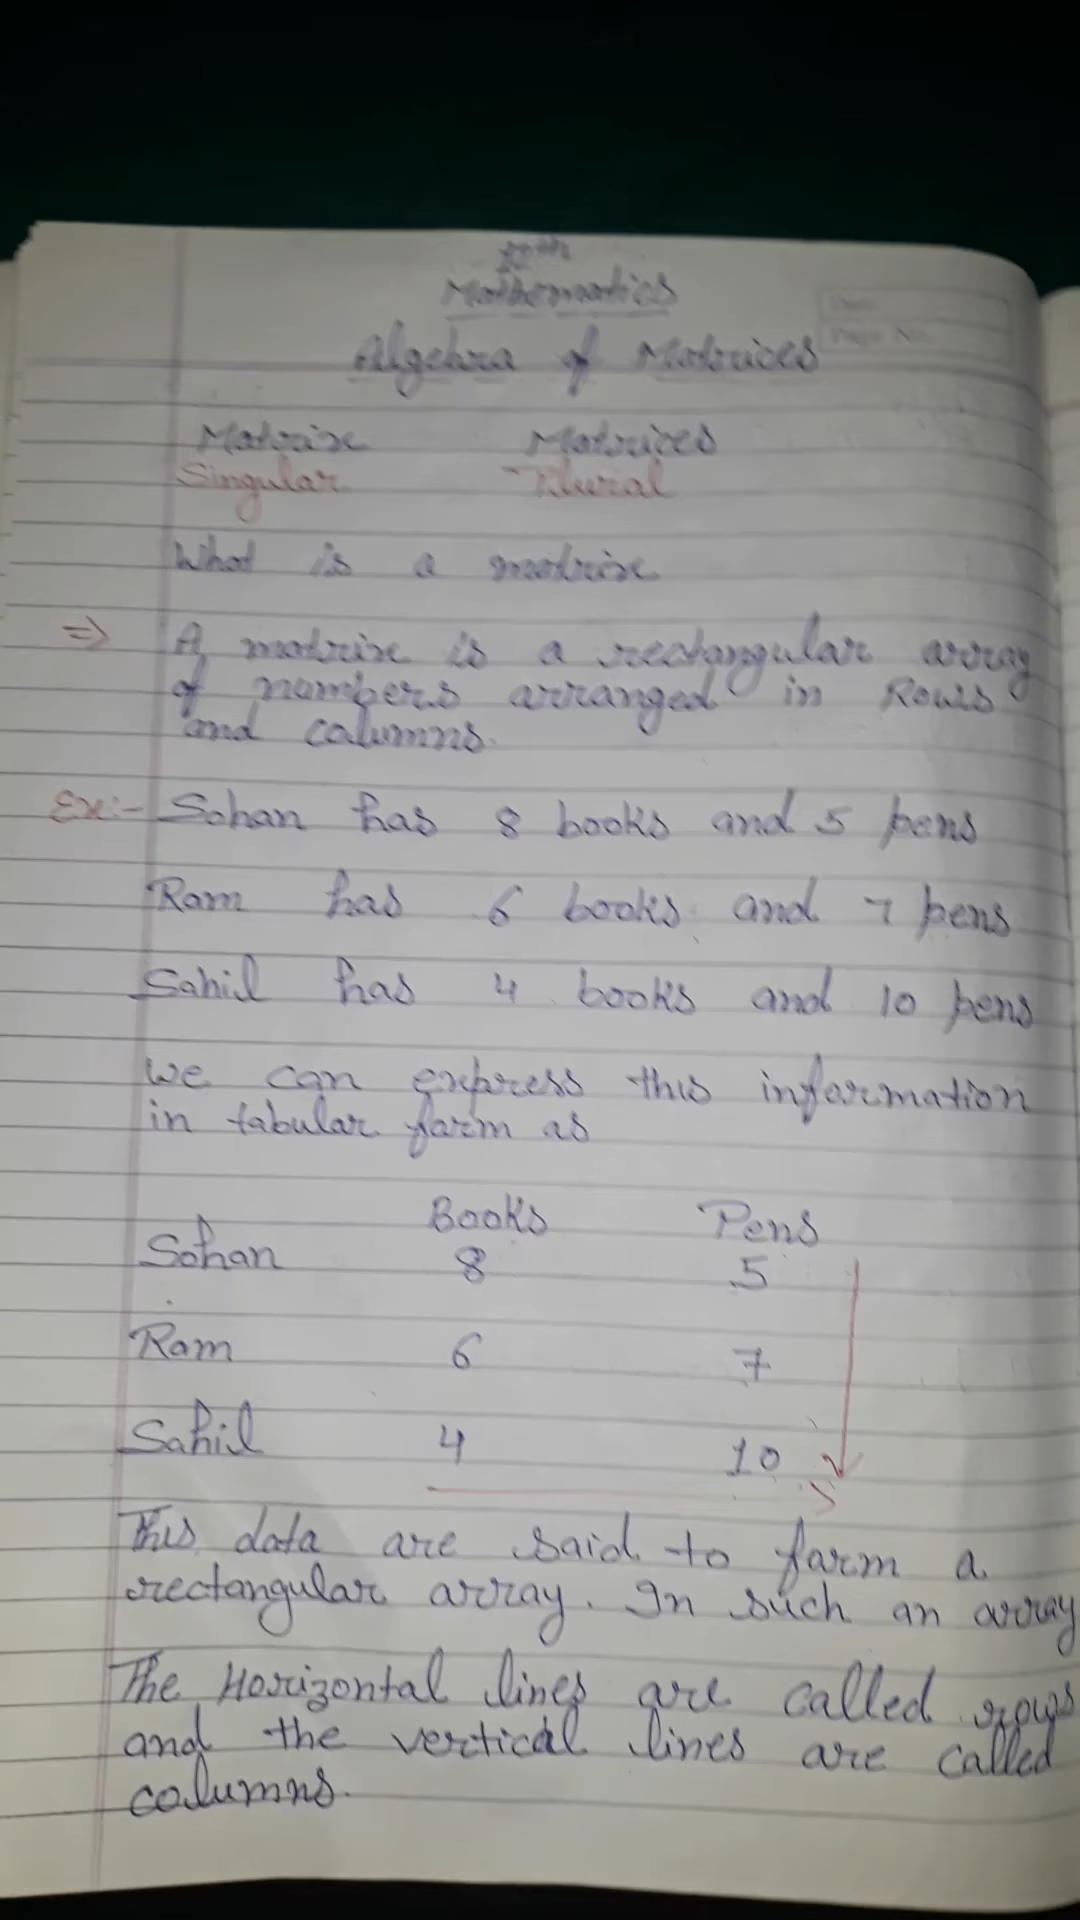 Mathematics
Algebra of Matrices
Matrix Matrices
Singular Plural
What is a matrix
=> A matrix is a rectangular array
of numbers arranged in Rows
and columns.
Ex:- Sohan has 8 books and 5 pens
Ram has 6 books and 7 pens
Sahil has 4 books and 10 pens
we can express this information
in tabular form as
Books Pens
Sohan 8 5
Ram 6 7
Sahil 4 10
This data are said to form a
rectangular array. In such an array
The Horizontal lines are called rows
and the vertical lines are called
columns.